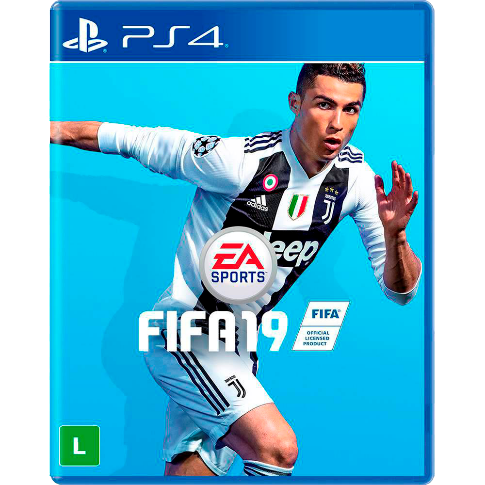 PS4
adidas
Jeep
EA
SPORTS
FIFA19
FIFA
OFFICIAL
LICENSED
PRODUCT
L